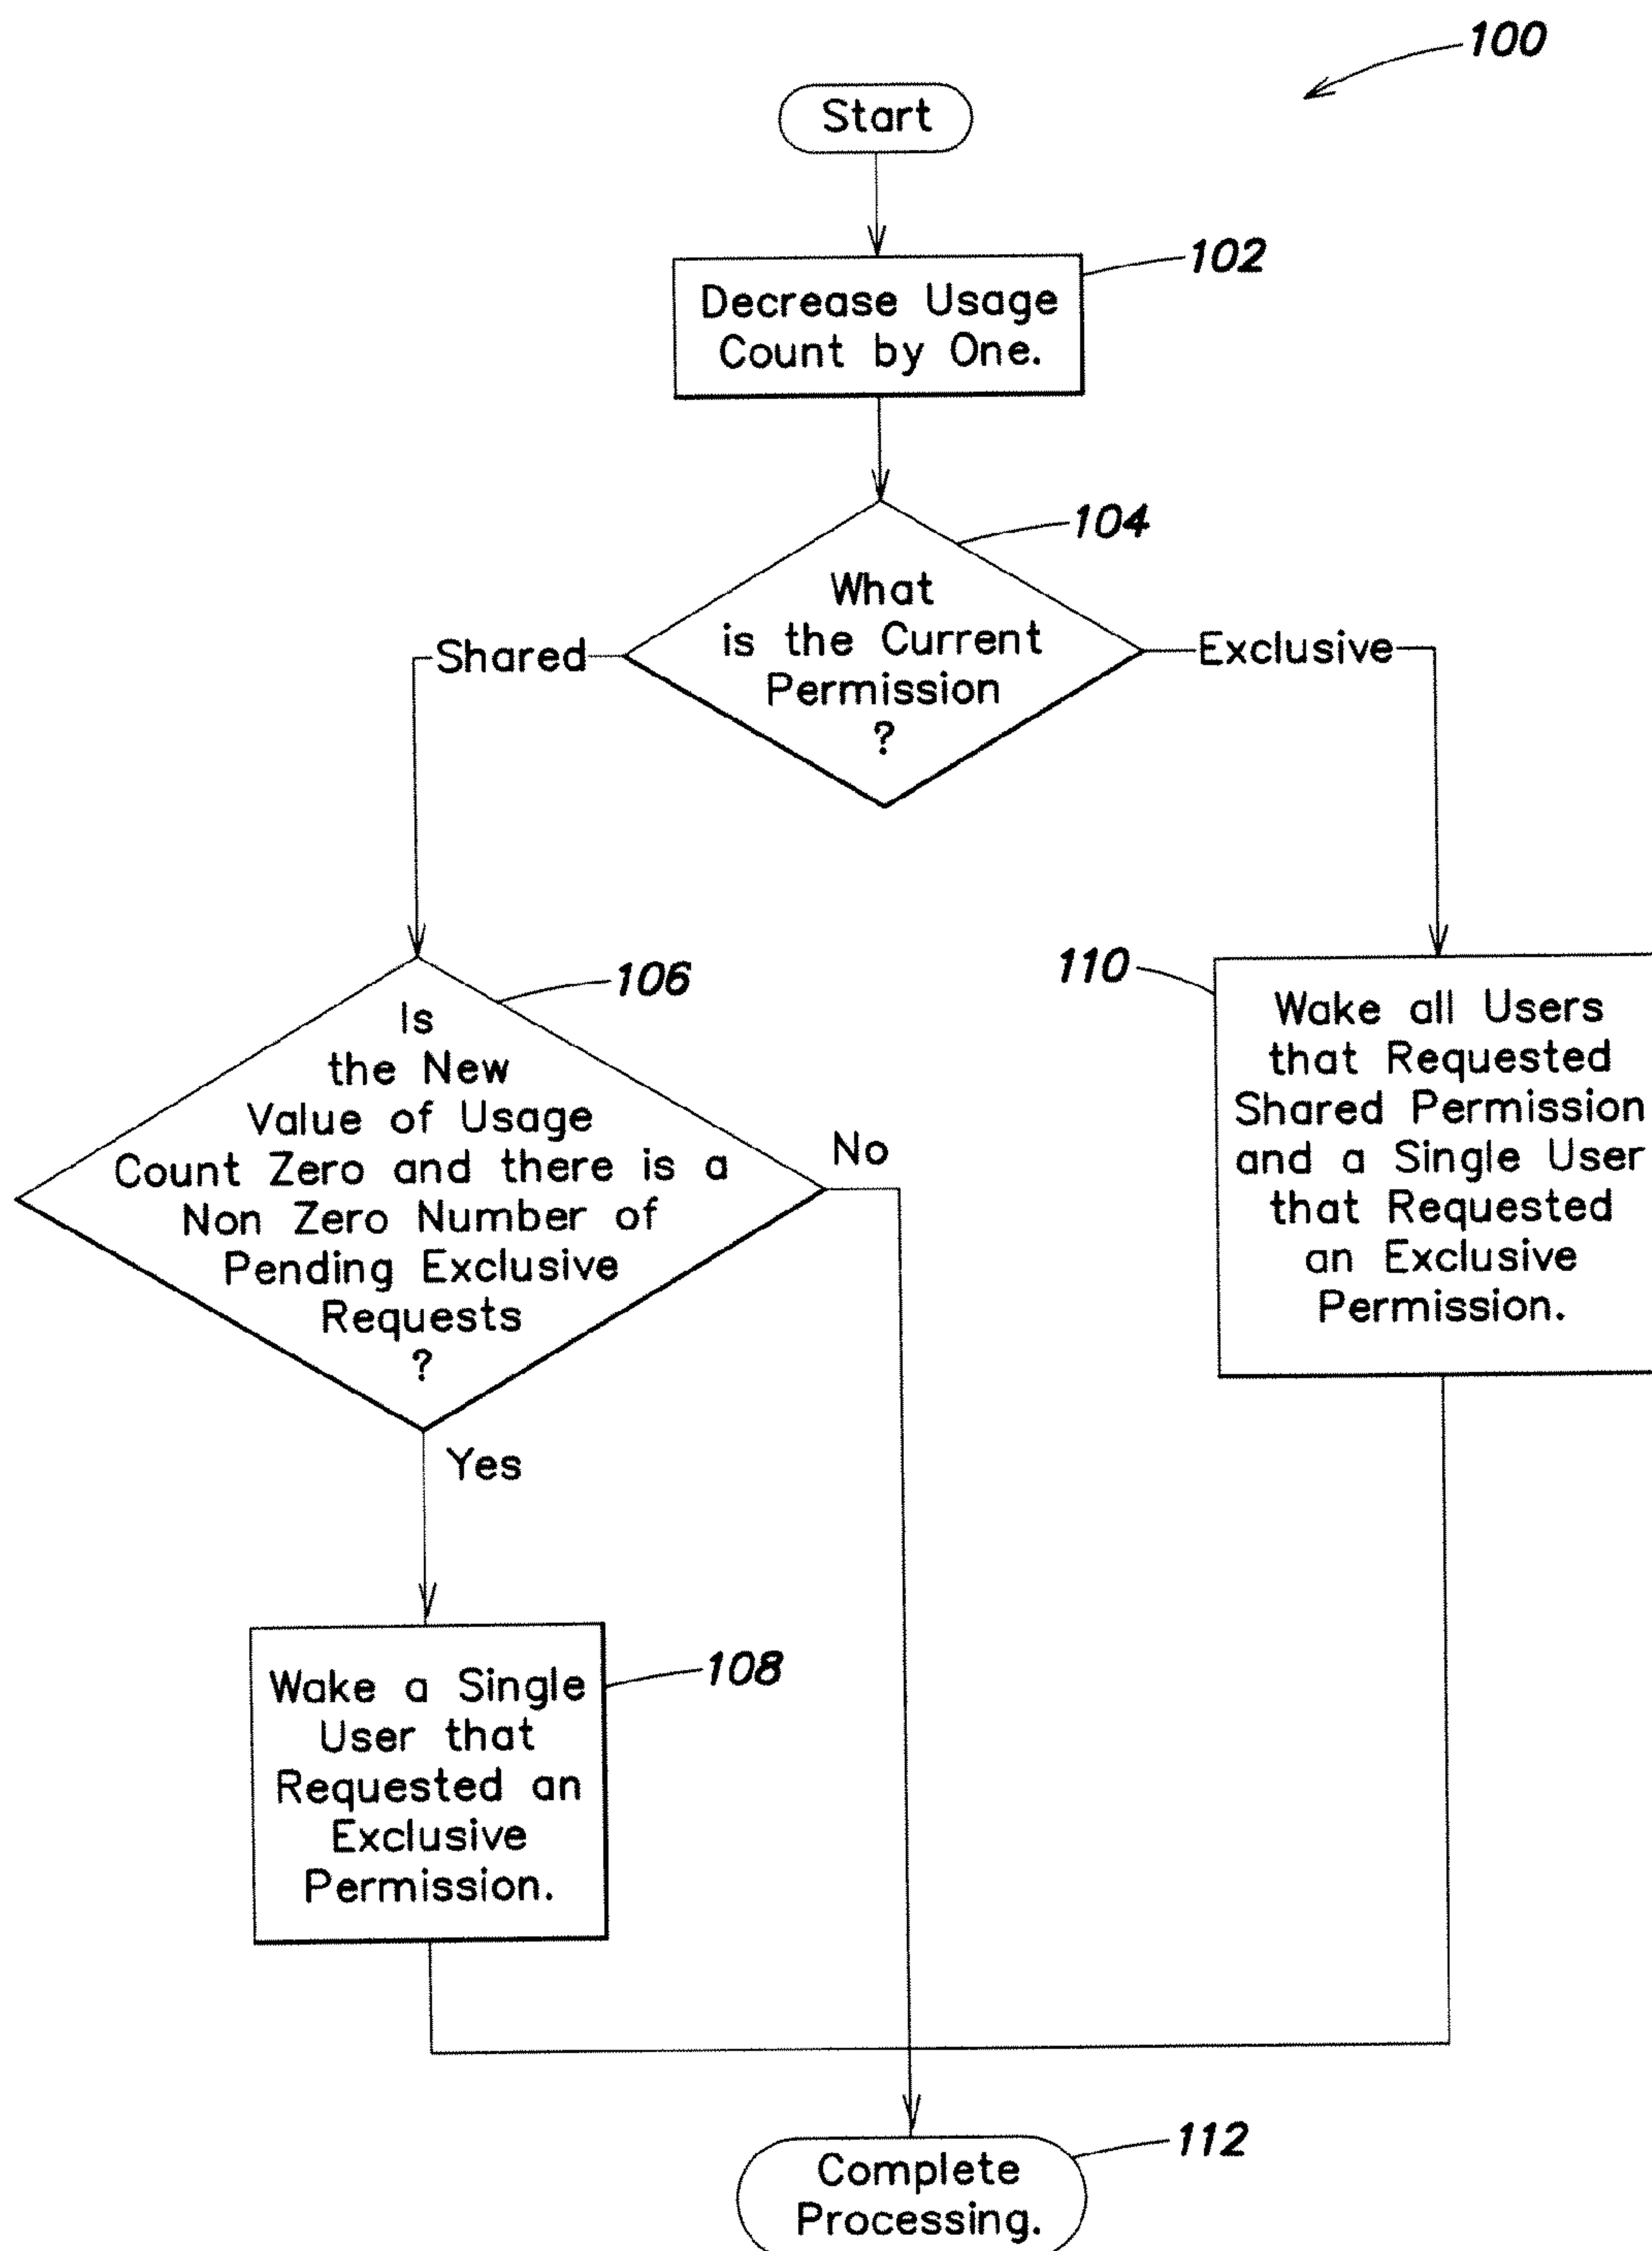 100
Start
102
Decrease Usage
Count by One.
104
What
is the Current
Permission
?
Shared
Exclusive
106
Is
the New
Value of Usage
Count Zero and there is a
Non Zero Number of
Pending Exclusive
Requests
?
No
Yes
110
Wake all Users
that Requested
Shared Permission
and a Single User
that Requested
an Exclusive
Permission.
108
Wake a Single
User that
Requested an
Exclusive
Permission.
112
Complete
Processing.